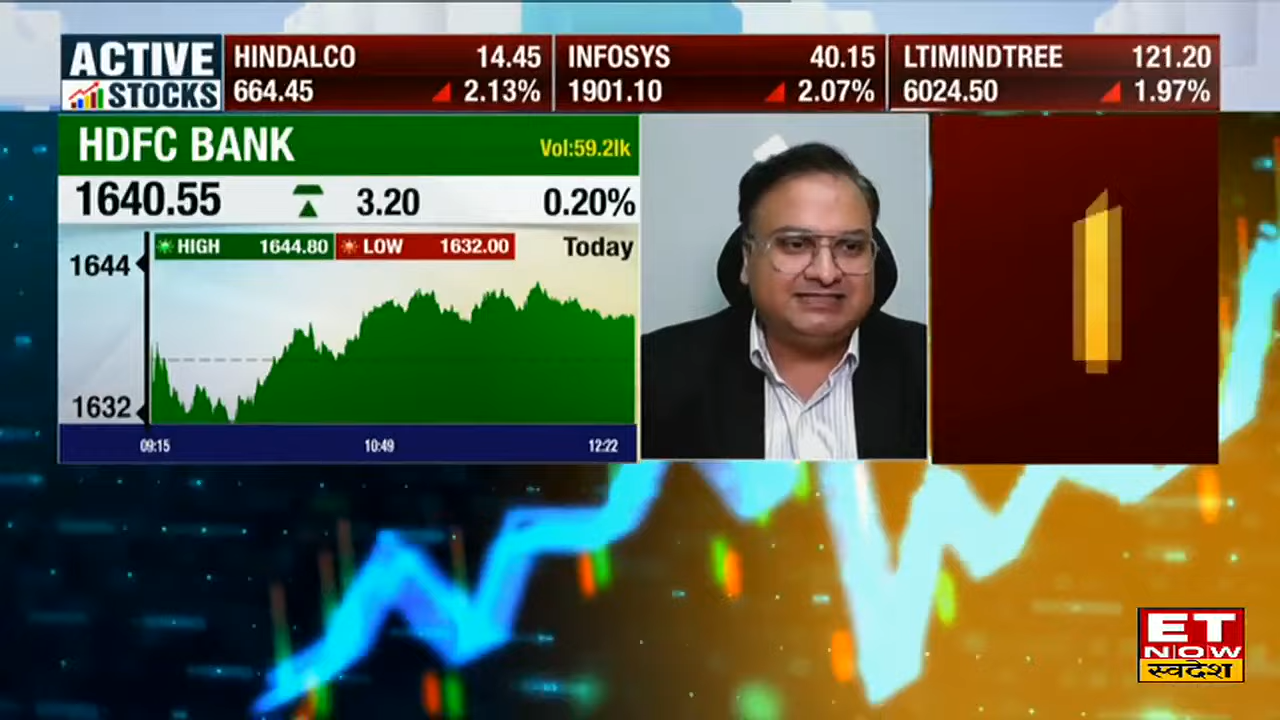 ACTIVE
STOCKS
HINDALCO 14.45
664.45 2.13%
INFOSYS 40.15
1901.10 2.07%
LTIMINDTREE 121.20
6024.50 1.97%
HDFC BANK Vol:59.2lk
1640.55 3.20 0.20%
HIGH 1644.80 LOW 1632.00 Today
1644
1632
09:15 10:49 12:22
ET
NOW
स्वदेश